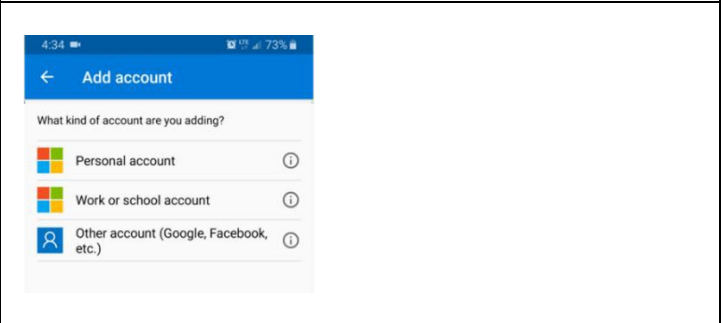 4:34 LTE 73%
Add account
What kind of account are you adding?
Personal account
Work or school account
Other account (Google, Facebook,
etc.)